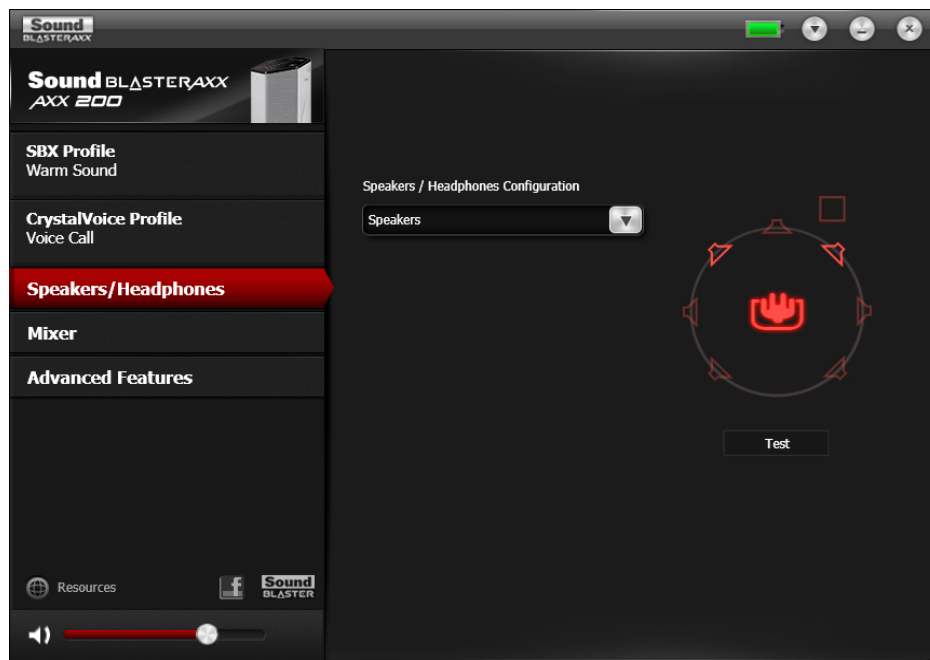 Sound
BLASTERAXX
Sound BLASTERAXX
AXX 200
SBX Profile
Warm Sound
CrystalVoice Profile
Voice Call
Speakers/Headphones
Mixer
Advanced Features
Speakers / Headphones Configuration
Speakers
Test
Resources
f
Sound
BLASTER